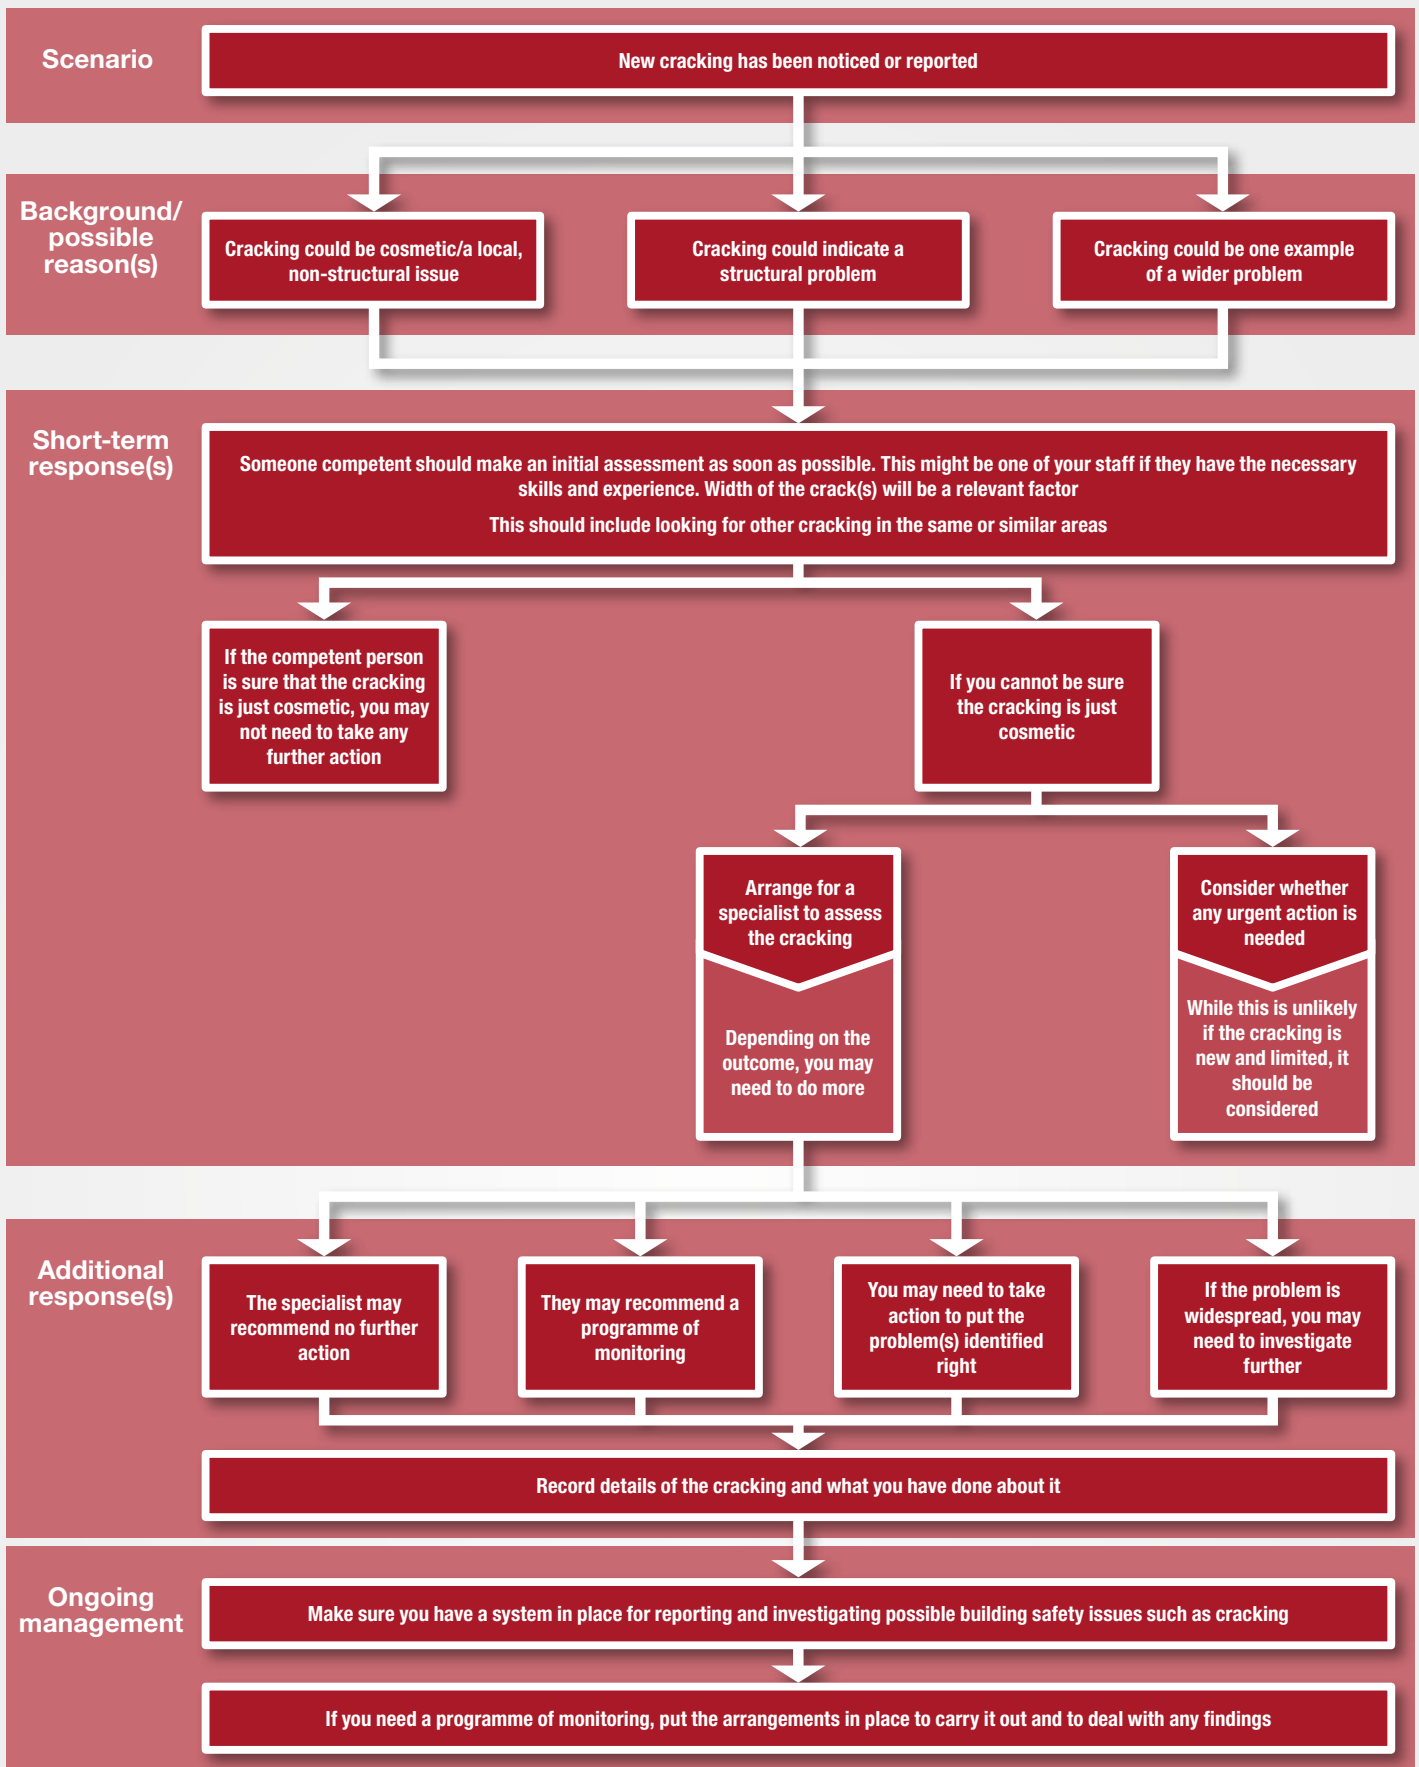 Scenario
New cracking has been noticed or reported
Background/
possible
reason(s)
Cracking could be cosmetic/a local,
non-structural issue
Cracking could indicate a
structural problem
Cracking could be one example
of a wider problem
Short-term
response(s)
Someone competent should make an initial assessment as soon as possible. This might be one of your staff if they have the necessary
skills and experience. Width of the crack(s) will be a relevant factor
This should include looking for other cracking in the same or similar areas
If the competent person
is sure that the cracking
is just cosmetic, you may
not need to take any
further action
If you cannot be sure
the cracking is just
cosmetic
Arrange for a
specialist to assess
the cracking
Depending on the
outcome, you may
need to do more
Consider whether
any urgent action is
needed
While this is unlikely
if the cracking is
new and limited, it
should be
considered
Additional
response(s)
The specialist may
recommend no further
action
They may recommend a
programme of
monitoring
You may need to take
action to put the
problem(s) identified
right
If the problem is
widespread, you may
need to investigate
further
Record details of the cracking and what you have done about it
Ongoing
management
Make sure you have a system in place for reporting and investigating possible building safety issues such as cracking
If you need a programme of monitoring, put the arrangements in place to carry it out and to deal with any findings